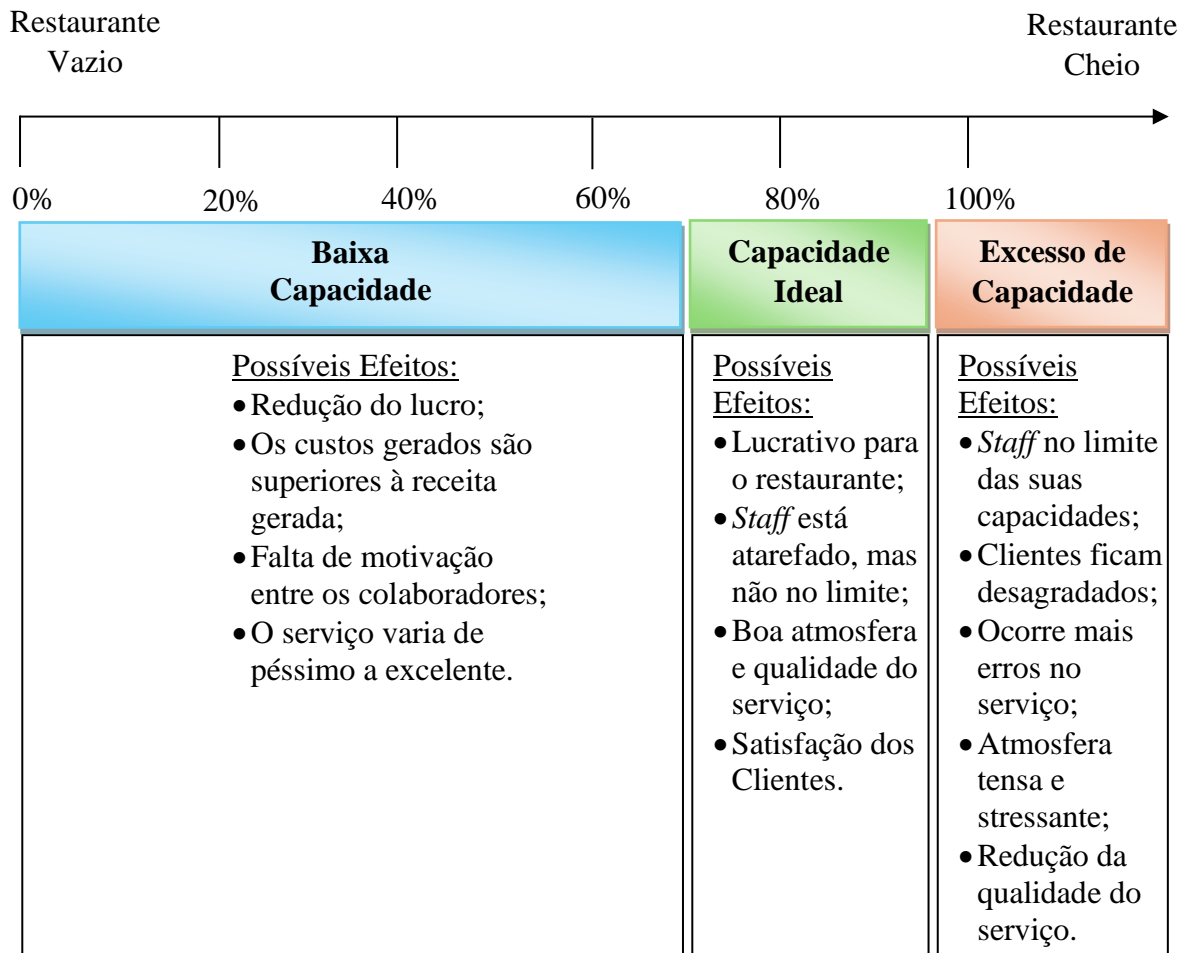 Restaurante
Vazio
Restaurante
Cheio
0%
20%
40%
60%
80%
100%
Baixa
Capacidade
Capacidade
Ideal
Excesso de
Capacidade
Possíveis Efeitos:
•Redução do lucro;
•Os custos gerados são
superiores à receita
gerada;
•Falta de motivação
entre os colaboradores;
•O serviço varia de
péssimo a excelente.
Possíveis
Efeitos:
•Lucrativo para
o restaurante;
•Staff está
atarefado, mas
não no limite;
•Boa atmosfera
e qualidade do
serviço;
•Satisfação dos
Clientes.
Possíveis
Efeitos:
•Staff no limite
das suas
capacidades;
•Clientes ficam
desagradados;
•Ocorre mais
erros no
serviço;
•Atmosfera
tensa e
stressante;
•Redução da
qualidade do
serviço.